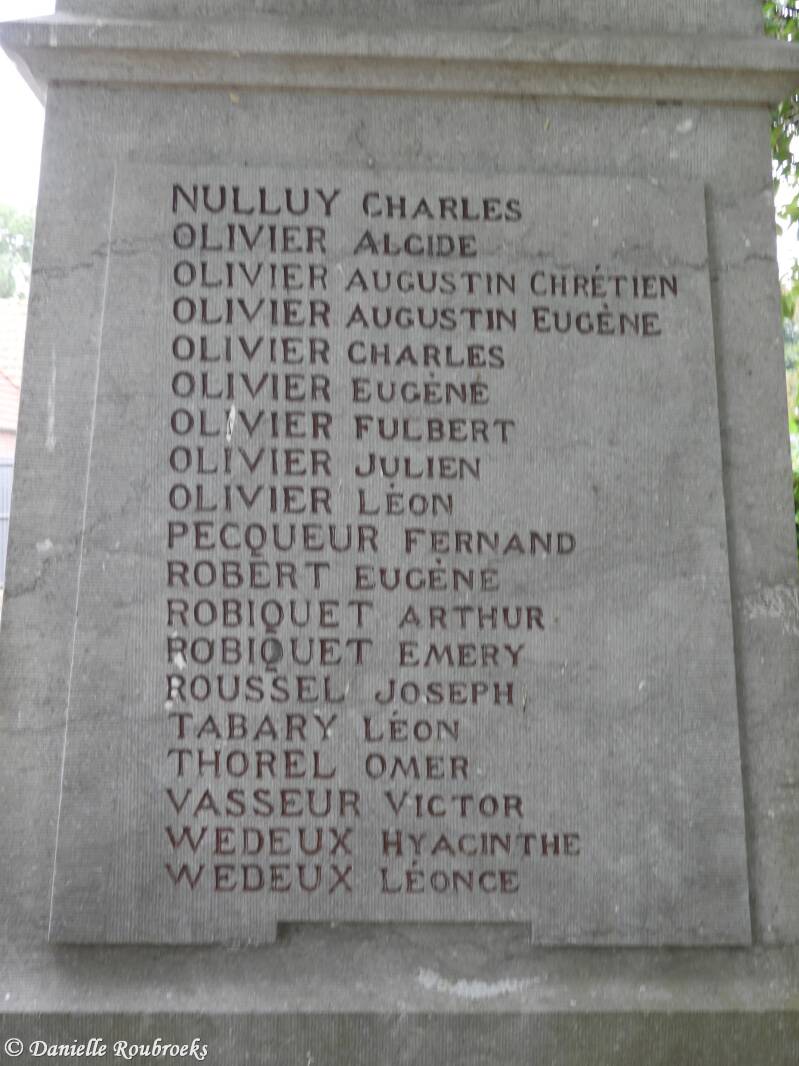 NULLUY CHARLES
OLIVIER ALCIDE
OLIVIER AUGUSTIN CHRÉTIEN
OLIVIER AUGUSTIN EUGÈNE
OLIVIER CHARLES
OLIVIER EUGÈNE
OLIVIER FULBERT
OLIVIER JULIEN
OLIVIER LÉON
PECQUEUR FERNAND
ROBERT EUGÈNE
ROBIQUET ARTHUR
ROBIQUET EMERY
ROUSSEL JOSEPH
TABARY LÉON
THOREL OMER
VASSEUR VICTOR
WEDEUX HYACINTHE
WEDEUX LÉONCE
© Danielle Roubroeks